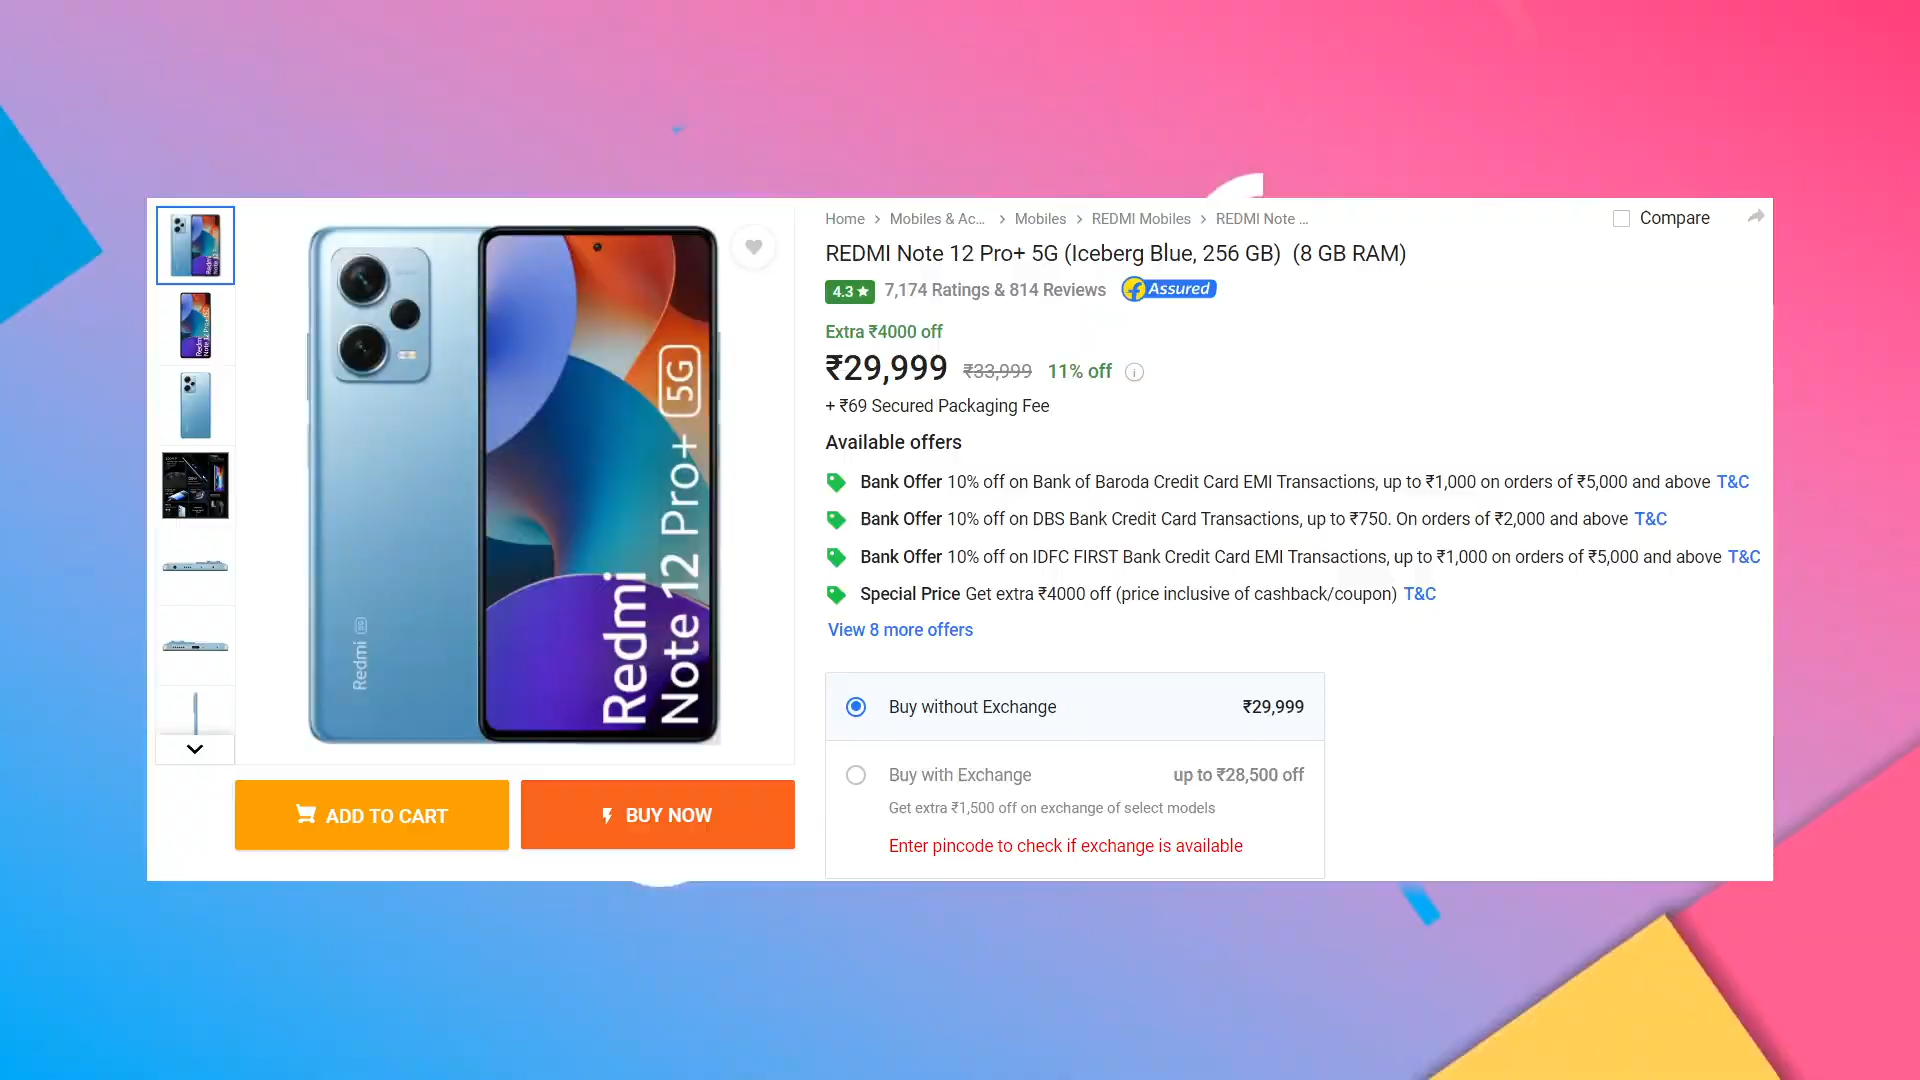 Home > Mobiles & Ac... > Mobiles > REDMI Mobiles > REDMI Note ...
Compare
REDMI Note 12 Pro+ 5G (Iceberg Blue, 256 GB) (8 GB RAM)
4.3 ★ 7,174 Ratings & 814 Reviews Assured
Extra ₹4000 off
₹29,999 ₹33,999 11% off
+ ₹69 Secured Packaging Fee
Available offers
Bank Offer 10% off on Bank of Baroda Credit Card EMI Transactions, up to ₹1,000 on orders of ₹5,000 and above T&C
Bank Offer 10% off on DBS Bank Credit Card Transactions, up to ₹750. On orders of ₹2,000 and above T&C
Bank Offer 10% off on IDFC FIRST Bank Credit Card EMI Transactions, up to ₹1,000 on orders of ₹5,000 and above T&C
Special Price Get extra ₹4000 off (price inclusive of cashback/coupon) T&C
View 8 more offers
Buy without Exchange ₹29,999
Buy with Exchange up to ₹28,500 off
Get extra ₹1,500 off on exchange of select models
Enter pincode to check if exchange is available
Redmi 5G
Redmi
Note 12 Pro+ 5G
ADD TO CART
BUY NOW